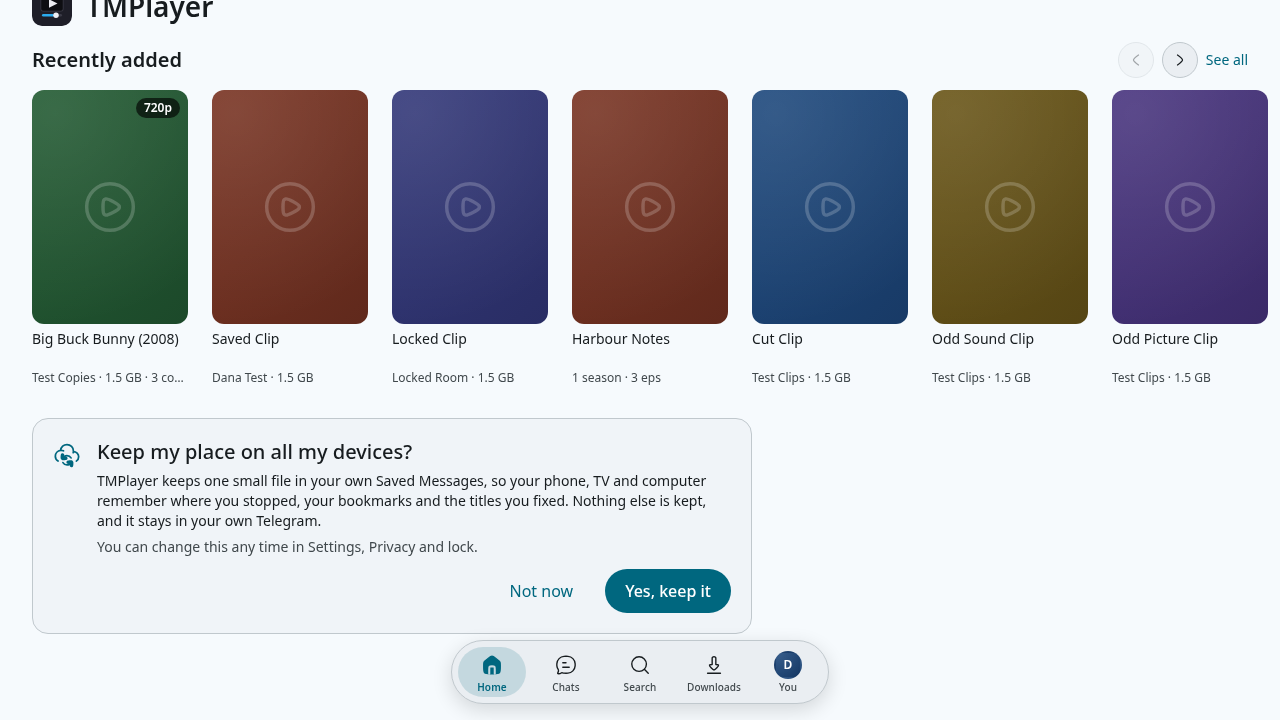 TMPlayer
Recently added
See all
720p
Big Buck Bunny (2008)
Saved Clip
Locked Clip
Harbour Notes
Cut Clip
Odd Sound Clip
Odd Picture Clip
Test Copies · 1.5 GB · 3 co...
Dana Test · 1.5 GB
Locked Room · 1.5 GB
1 season · 3 eps
Test Clips · 1.5 GB
Test Clips · 1.5 GB
Test Clips · 1.5 GB
Keep my place on all my devices?
TMPlayer keeps one small file in your own Saved Messages, so your phone, TV and computer
remember where you stopped, your bookmarks and the titles you fixed. Nothing else is kept,
and it stays in your own Telegram.
You can change this any time in Settings, Privacy and lock.
Not now
Yes, keep it
D
Home
Chats
Search
Downloads
You